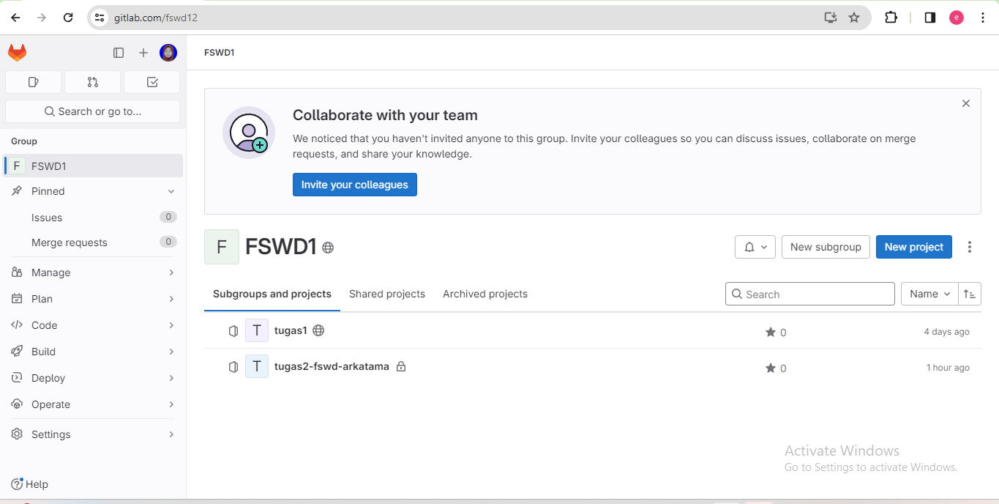 gitlab.com/fswd12
e
FSWD1
Search or go to...
Group
F FSWD1
Pinned
Issues 0
Merge requests 0
Manage
Plan
Code
Build
Deploy
Operate
Settings
Help
Collaborate with your team
We noticed that you haven't invited anyone to this group. Invite your colleagues so you can discuss issues, collaborate on merge
requests, and share your knowledge.
Invite your colleagues
F FSWD1
New subgroup
New project
Subgroups and projects Shared projects Archived projects
Search
Name
T tugas1 0 4 days ago
T tugas2-fswd-arkatama 0 1 hour ago
Activate Windows
Go to Settings to activate Windows.